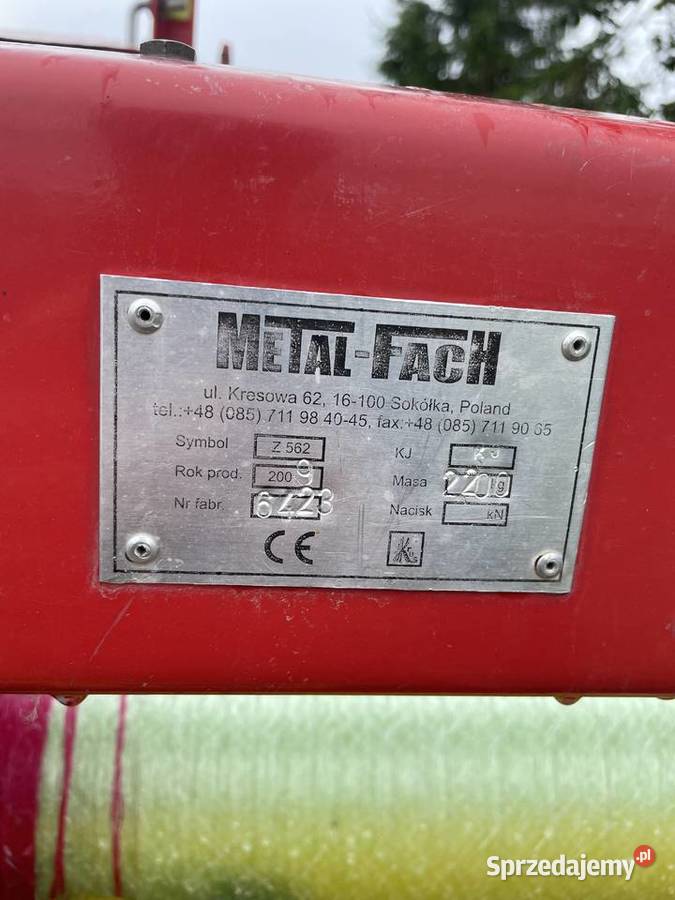 METAL-FACH
ul. Kresowa 62, 16-100 Sokółka, Poland
tel.:+48 (085) 711 98 40-45, fax:+48 (085) 711 90 65
Symbol Z 562 KJ
Rok prod. 2009 Masa
Nr fabr. Nacisk kN
CE
Sprzedajemy.pl